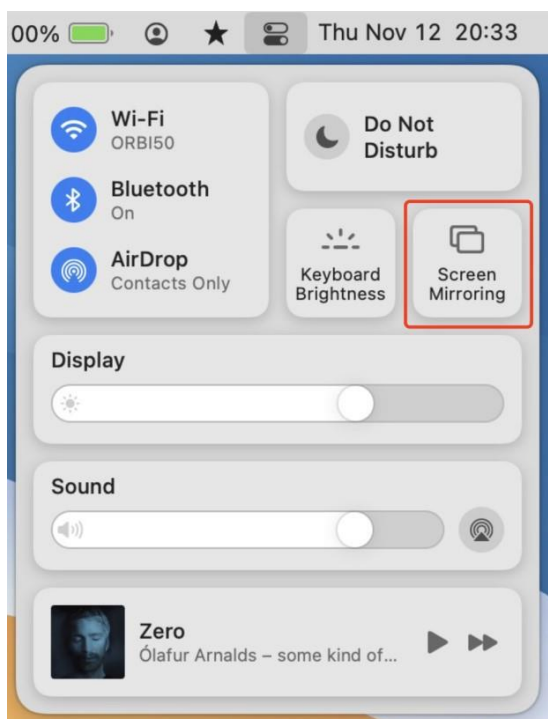 00%
Thu Nov 12 20:33
Wi-Fi
ORBI50
Bluetooth
On
AirDrop
Contacts Only
Do Not
Disturb
Keyboard
Brightness
Screen
Mirroring
Display
Sound
Zero
Ólafur Arnalds – some kind of...